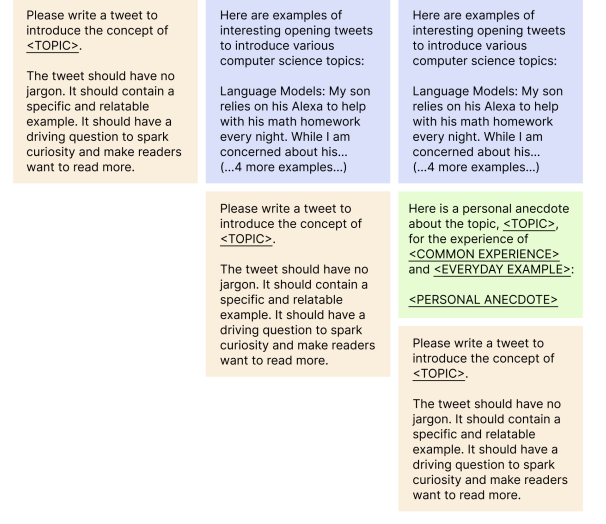 Please write a tweet to
introduce the concept of
<TOPIC>.
The tweet should have no
jargon. It should contain a
specific and relatable
example. It should have a
driving question to spark
curiosity and make readers
want to read more.
Here are examples of
interesting opening tweets
to introduce various
computer science topics:
Language Models: My son
relies on his Alexa to help
with his math homework
every night. While I am
concerned about his...
(...4 more examples...)
Please write a tweet to
introduce the concept of
<TOPIC>.
The tweet should have no
jargon. It should contain a
specific and relatable
example. It should have a
driving question to spark
curiosity and make readers
want to read more.
Here are examples of
interesting opening tweets
to introduce various
computer science topics:
Language Models: My son
relies on his Alexa to help
with his math homework
every night. While I am
concerned about his...
(...4 more examples...)
Here is a personal anecdote
about the topic, <TOPIC>,
for the experience of
<COMMON EXPERIENCE>
and <EVERYDAY EXAMPLE>:
<PERSONAL ANECDOTE>
Please write a tweet to
introduce the concept of
<TOPIC>.
The tweet should have no
jargon. It should contain a
specific and relatable
example. It should have a
driving question to spark
curiosity and make readers
want to read more.